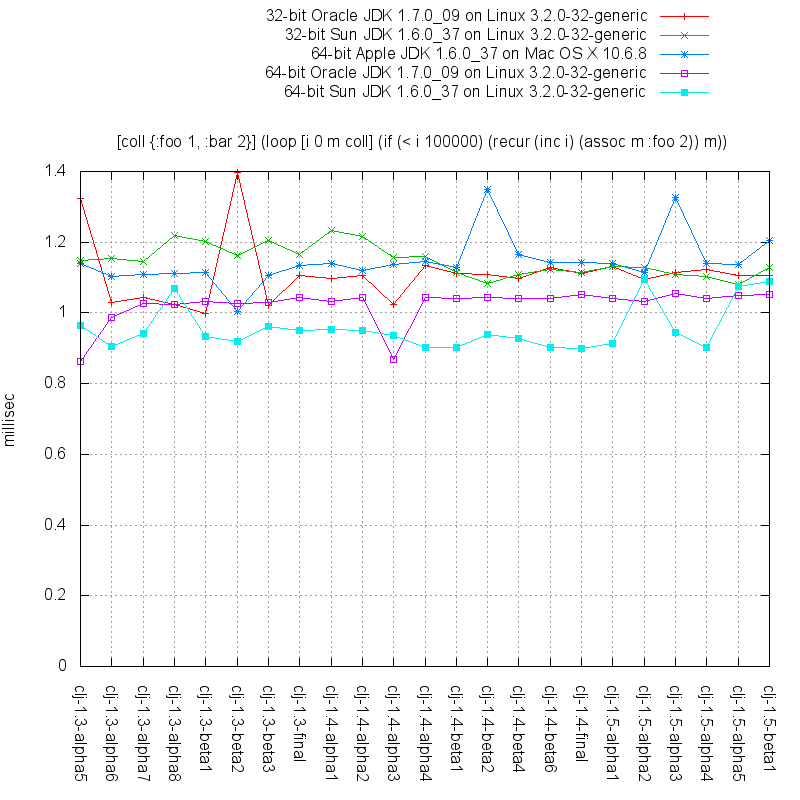 32-bit Oracle JDK 1.7.0_09 on Linux 3.2.0-32-generic
32-bit Sun JDK 1.6.0_37 on Linux 3.2.0-32-generic
64-bit Apple JDK 1.6.0_37 on Mac OS X 10.6.8
64-bit Oracle JDK 1.7.0_09 on Linux 3.2.0-32-generic
64-bit Sun JDK 1.6.0_37 on Linux 3.2.0-32-generic
[coll {:foo 1, :bar 2}] (loop [i 0 m coll] (if (< i 100000) (recur (inc i) (assoc m :foo 2)) m))
1.4
1.2
1
0.8
0.6
0.4
0.2
0
millisec
clj-1.3-alpha5
clj-1.3-alpha6
clj-1.3-alpha7
clj-1.3-alpha8
clj-1.3-beta1
clj-1.3-beta2
clj-1.3-beta3
clj-1.3-final
clj-1.4-alpha1
clj-1.4-alpha2
clj-1.4-alpha3
clj-1.4-alpha4
clj-1.4-beta1
clj-1.4-beta2
clj-1.4-beta4
clj-1.4-beta6
clj-1.4-final
clj-1.5-alpha1
clj-1.5-alpha2
clj-1.5-alpha3
clj-1.5-alpha4
clj-1.5-alpha5
clj-1.5-beta1